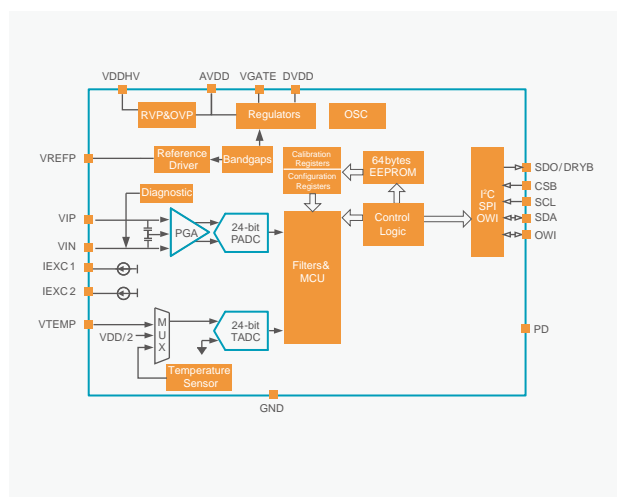 VDDHV
AVDD
VGATE
DVDD
RVP&OVP
Regulators
OSC
VREFP
Reference
Driver
Bandgaps
Calibration
Registers
Configuration
Registers
64bytes
EEPROM
Diagnostic
I²C
SPI
OWI
SDO/DRYB
CSB
SCL
SDA
OWI
VIP
VIN
PGA
24-bit
PADC
Control
Logic
Filters&
MCU
IEXC1
IEXC2
VTEMP
VDD/2
M
U
X
24-bit
TADC
Temperature
Sensor
PD
GND